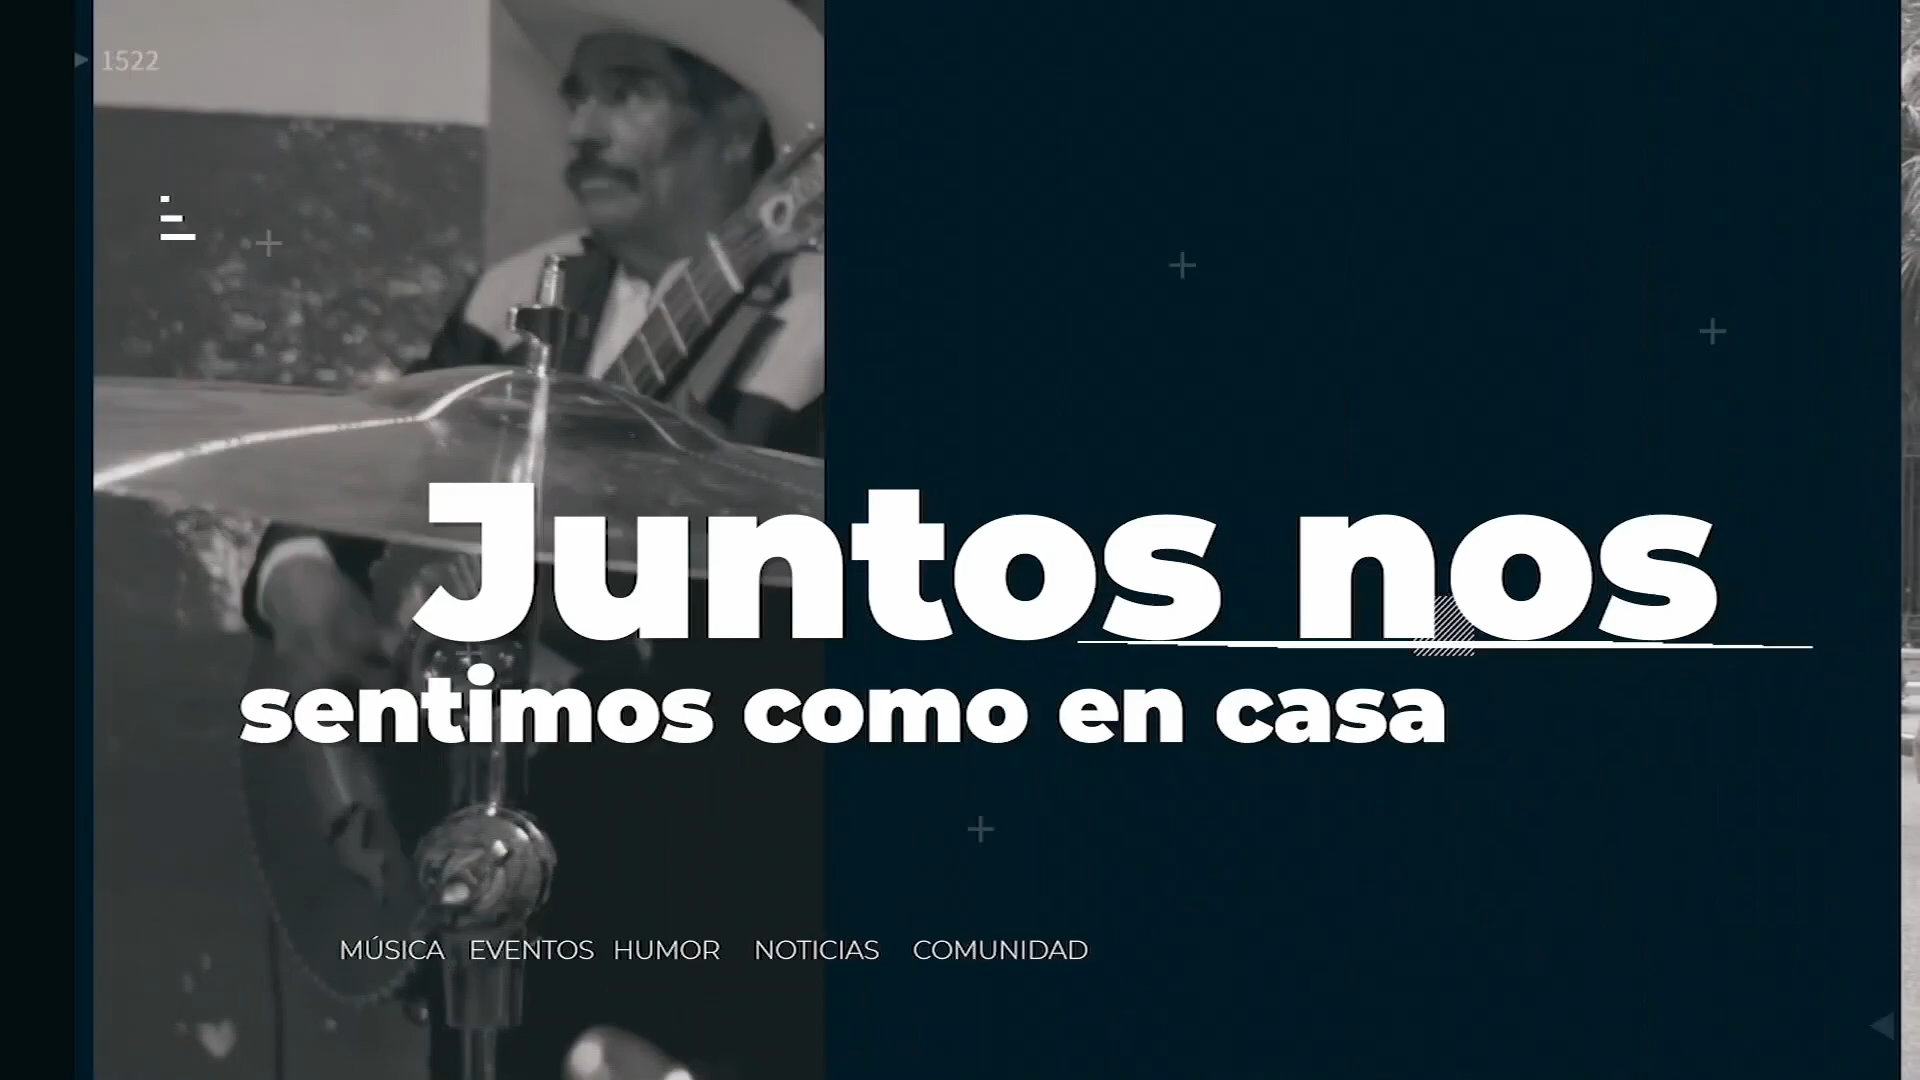 1522
Juntos nos
sentimos como en casa
MÚSICA EVENTOS HUMOR NOTICIAS COMUNIDAD